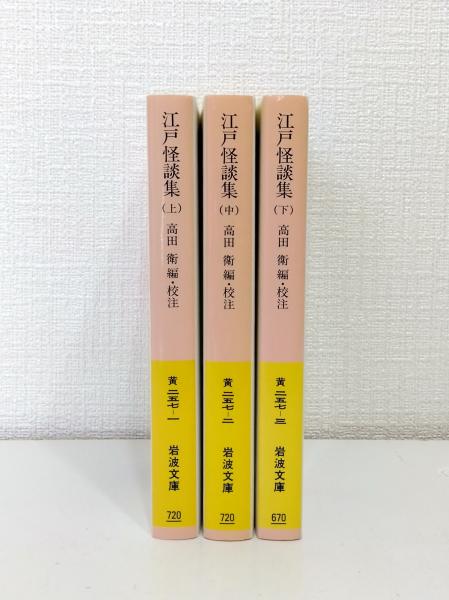 江戸怪談集(上)
高田 衛 編・校注
黄 二五七-一
岩波文庫
720
江戸怪談集(中)
高田 衛 編・校注
黄 二五七-二
岩波文庫
720
江戸怪談集(下)
高田 衛 編・校注
黄 二五七-三
岩波文庫
670